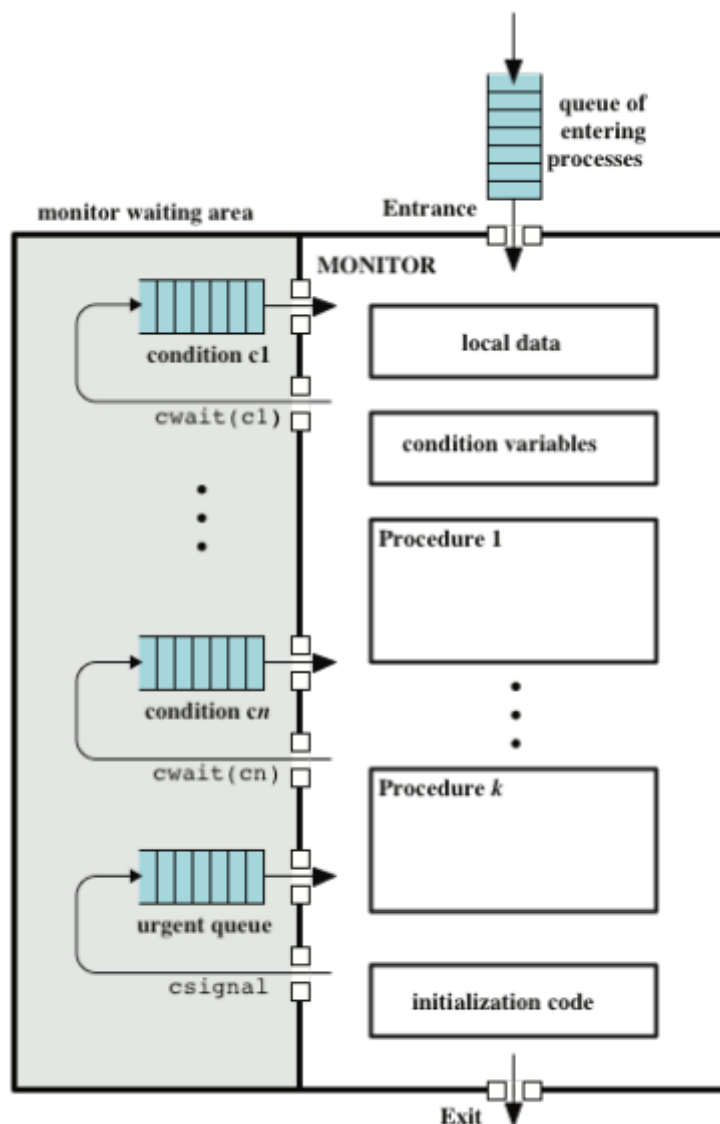 queue of
entering
processes
monitor waiting area
Entrance
MONITOR
condition c1
local data
cwait(c1)
condition variables
Procedure 1
condition cn
cwait(cn)
Procedure k
urgent queue
csignal
initialization code
Exit